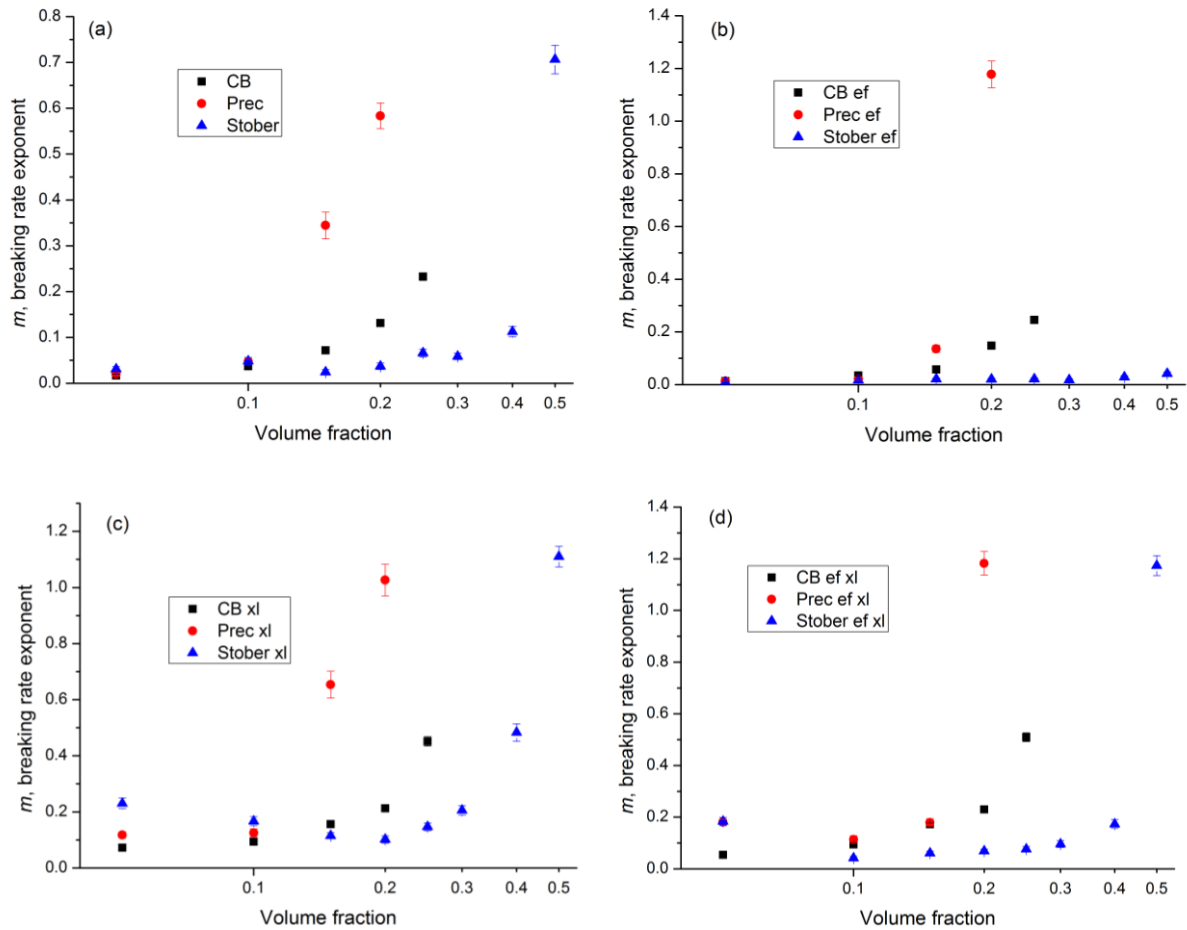 (a)
CB
Prec
Stober
m, breaking rate exponent
0.8
0.7
0.6
0.5
0.4
0.3
0.2
0.1
0.0
0.1 0.2 0.3 0.4 0.5
Volume fraction
(b)
CB ef
Prec ef
Stober ef
m, breaking rate exponent
1.4
1.2
1.0
0.8
0.6
0.4
0.2
0.0
0.1 0.2 0.3 0.4 0.5
Volume fraction
(c)
CB xl
Prec xl
Stober xl
m, breaking rate exponent
1.2
1.0
0.8
0.6
0.4
0.2
0.0
0.1 0.2 0.3 0.4 0.5
Volume fraction
(d)
CB ef xl
Prec ef xl
Stober ef xl
m, breaking rate exponent
1.4
1.2
1.0
0.8
0.6
0.4
0.2
0.0
0.1 0.2 0.3 0.4 0.5
Volume fraction